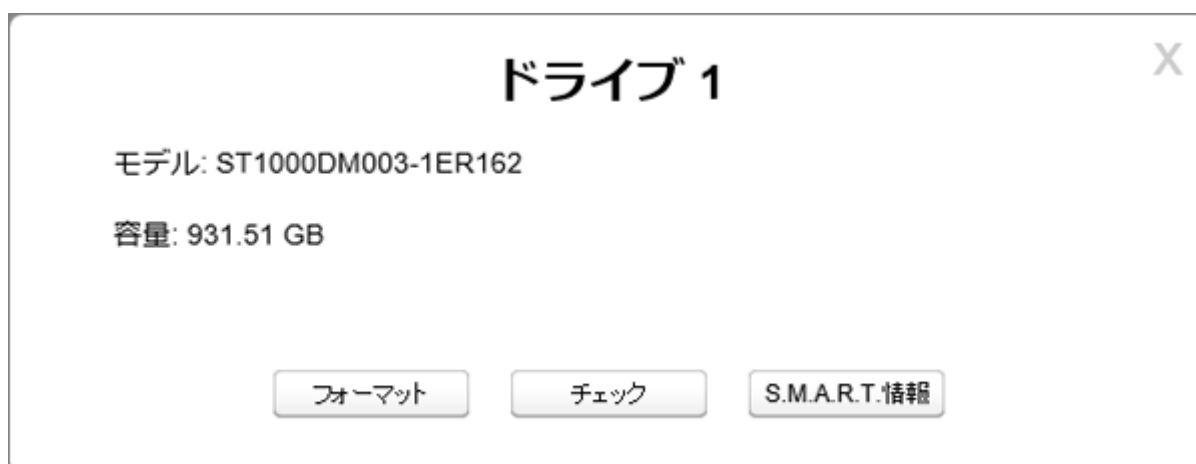 ドライブ 1
X
モデル: ST1000DM003-1ER162
容量: 931.51 GB
フォーマット
チェック
S.M.A.R.T.情報